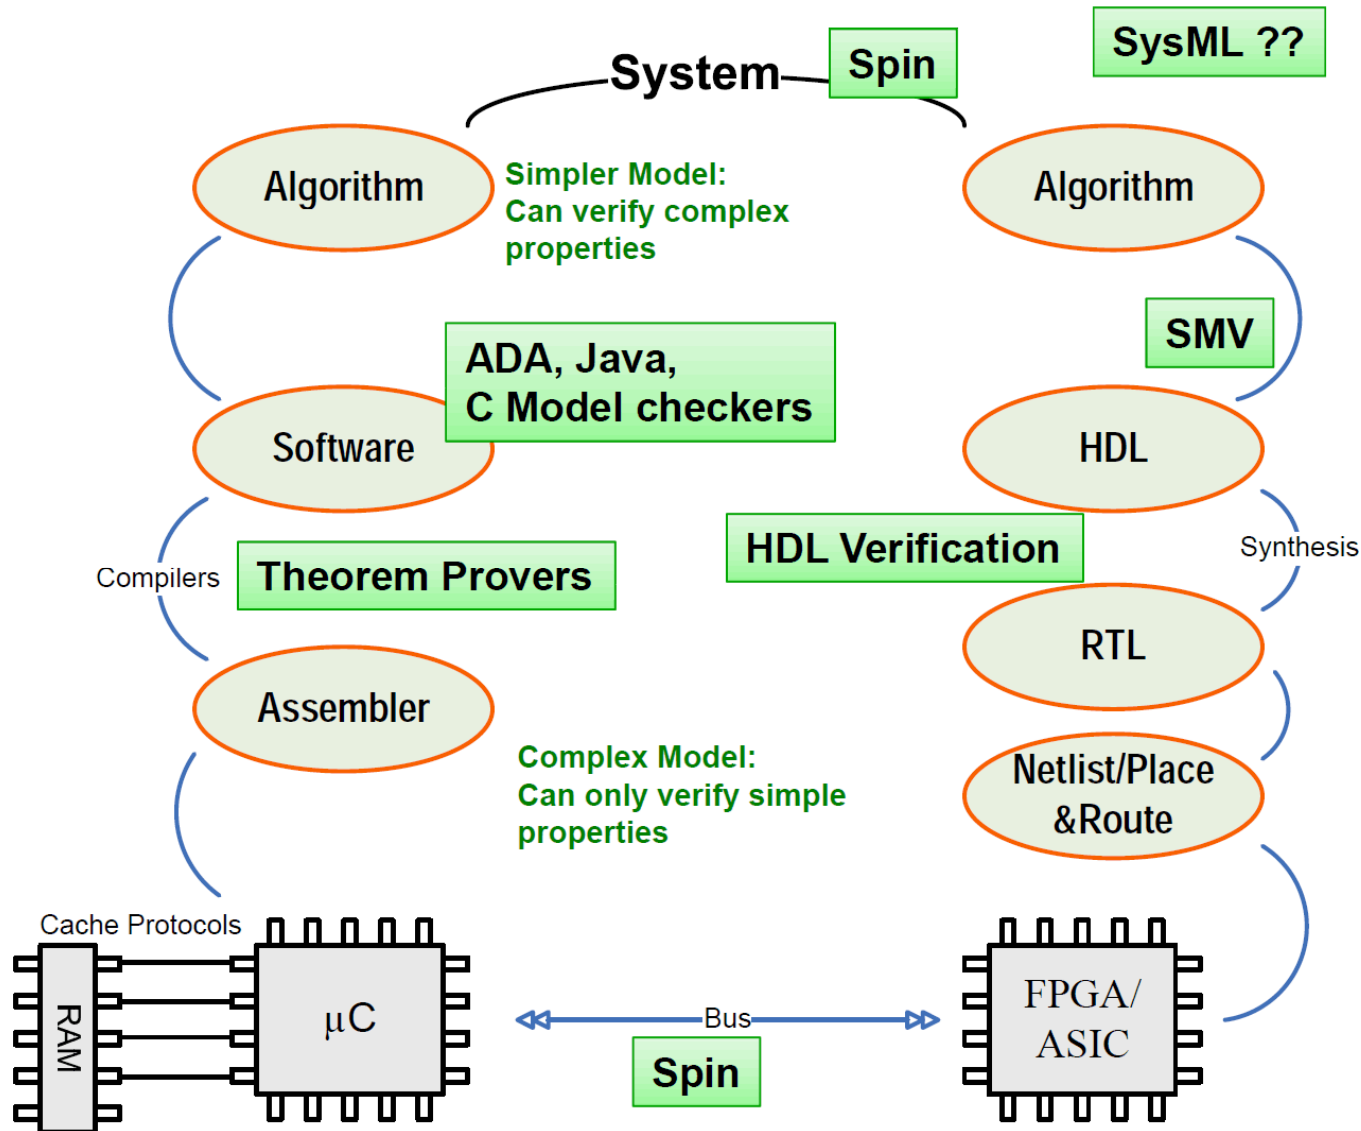 SysML ??
System
Spin
Algorithm
Simpler Model:
Can verify complex
properties
Algorithm
SMV
ADA, Java,
C Model checkers
Software
HDL
HDL Verification
Synthesis
Compilers
Theorem Provers
RTL
Assembler
Complex Model:
Can only verify simple
properties
Netlist/Place
&Route
Cache Protocols
RAM
µC
Bus
Spin
FPGA/
ASIC